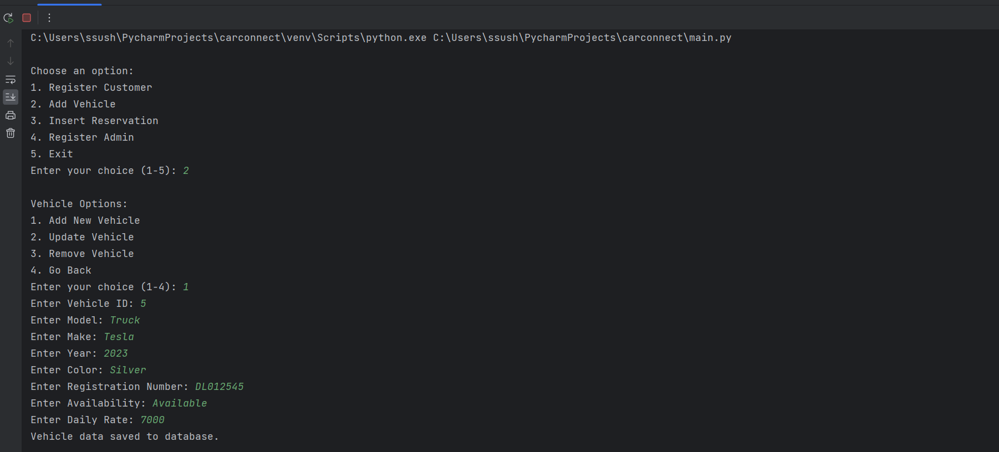 C:\Users\ssush\PycharmProjects\carconnect\venv\Scripts\python.exe C:\Users\ssush\PycharmProjects\carconnect\main.py
Choose an option:
1. Register Customer
2. Add Vehicle
3. Insert Reservation
4. Register Admin
5. Exit
Enter your choice (1-5): 2
Vehicle Options:
1. Add New Vehicle
2. Update Vehicle
3. Remove Vehicle
4. Go Back
Enter your choice (1-4): 1
Enter Vehicle ID: 5
Enter Model: Truck
Enter Make: Tesla
Enter Year: 2023
Enter Color: Silver
Enter Registration Number: DL012545
Enter Availability: Available
Enter Daily Rate: 7000
Vehicle data saved to database.